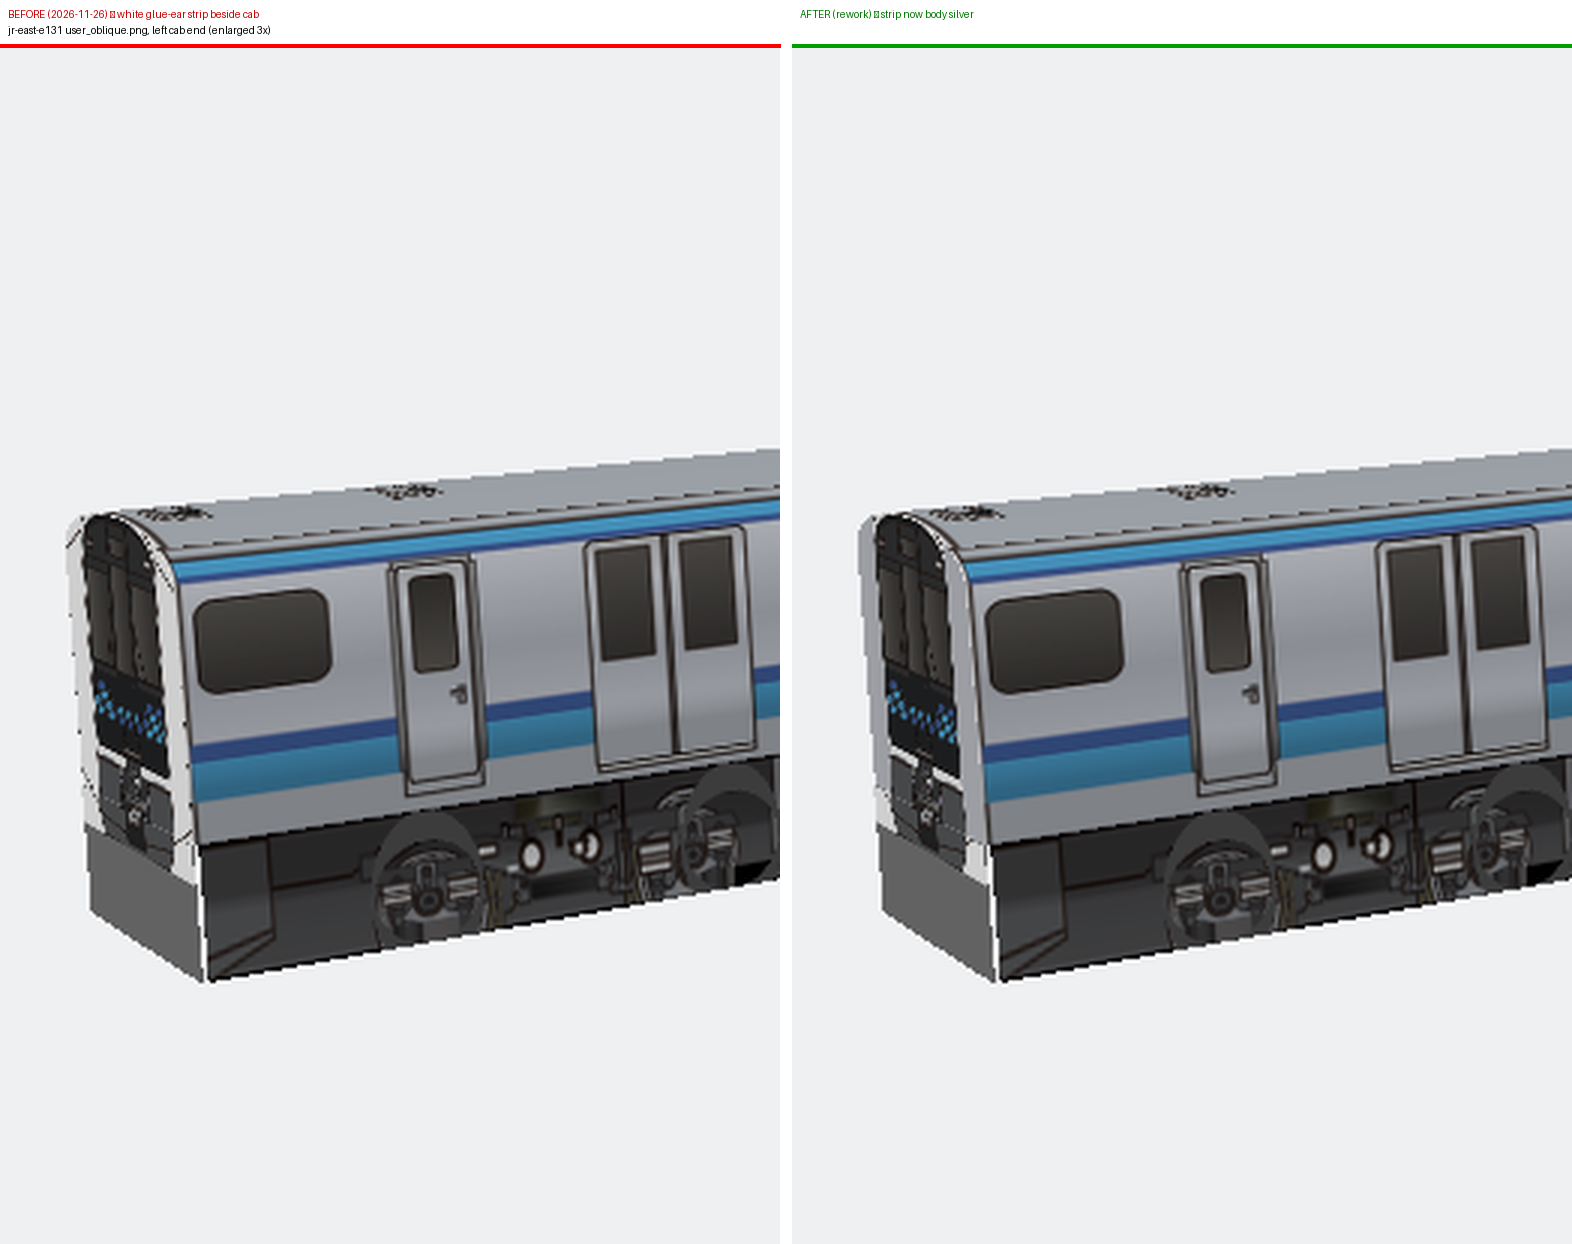 BEFORE (2026-11-26) white glue-ear strip beside cab
jr-east-e131 user_oblique.png, left cab end (enlarged 3x)
AFTER (rework) strip now body silver